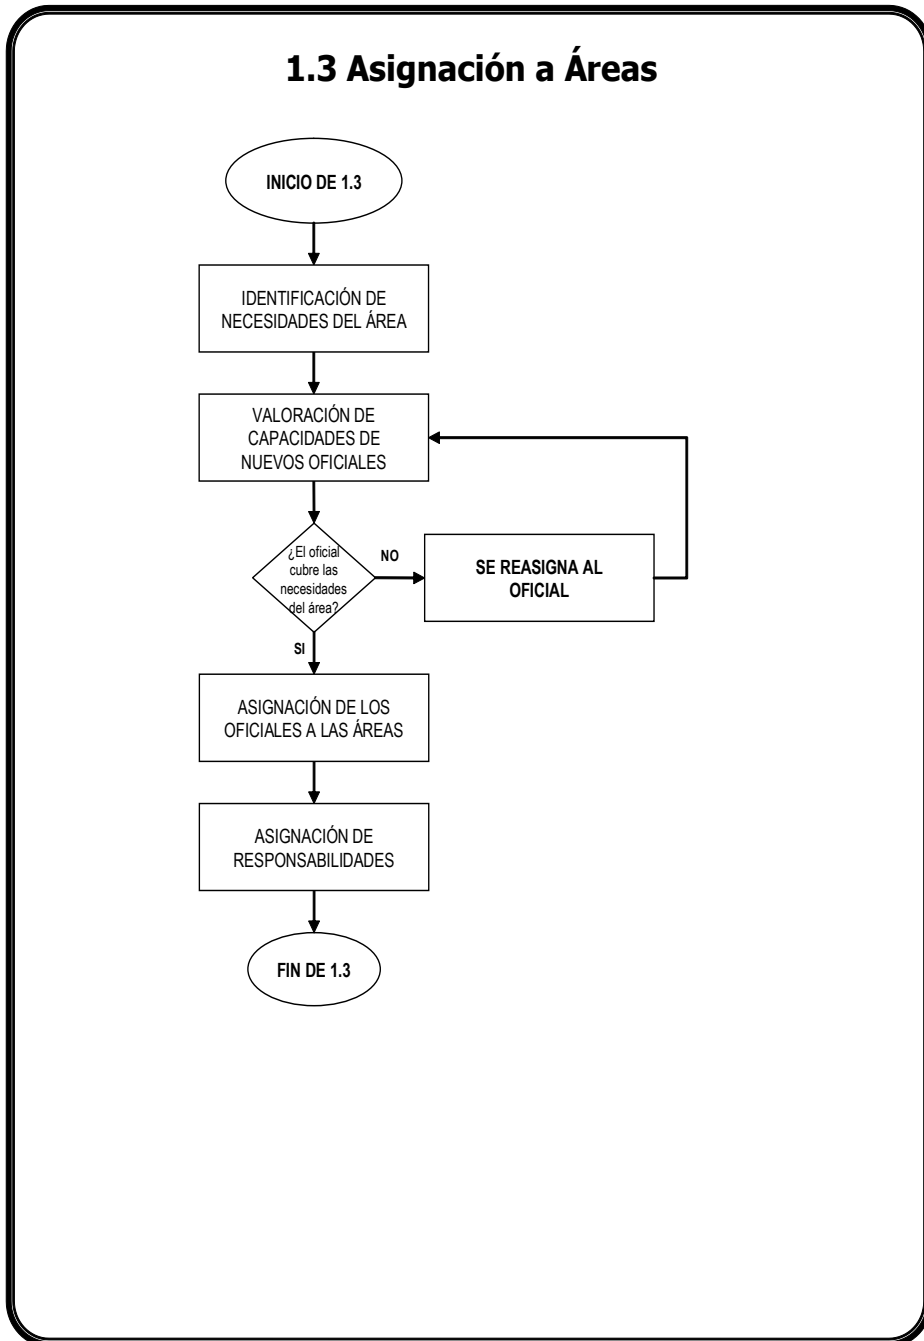 1.3 Asignación a Áreas
INICIO DE 1.3
IDENTIFICACIÓN DE
NECESIDADES DEL ÁREA
VALORACIÓN DE
CAPACIDADES DE
NUEVOS OFICIALES
¿El oficial
cubre las
necesidades
del área?
NO
SE REASIGNA AL
OFICIAL
SI
ASIGNACIÓN DE LOS
OFICIALES A LAS ÁREAS
ASIGNACIÓN DE
RESPONSABILIDADES
FIN DE 1.3